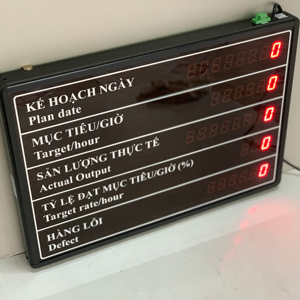 KẾ HOẠCH NGÀY 0
Plan date
MỤC TIÊU/GIỜ 0
Target/hour
SẢN LƯỢNG THỰC TẾ 0
Actual Output
TỶ LỆ ĐẠT MỤC TIÊU/GIỜ (%) 0
Target rate/hour
HÀNG LỖI 0
Defect